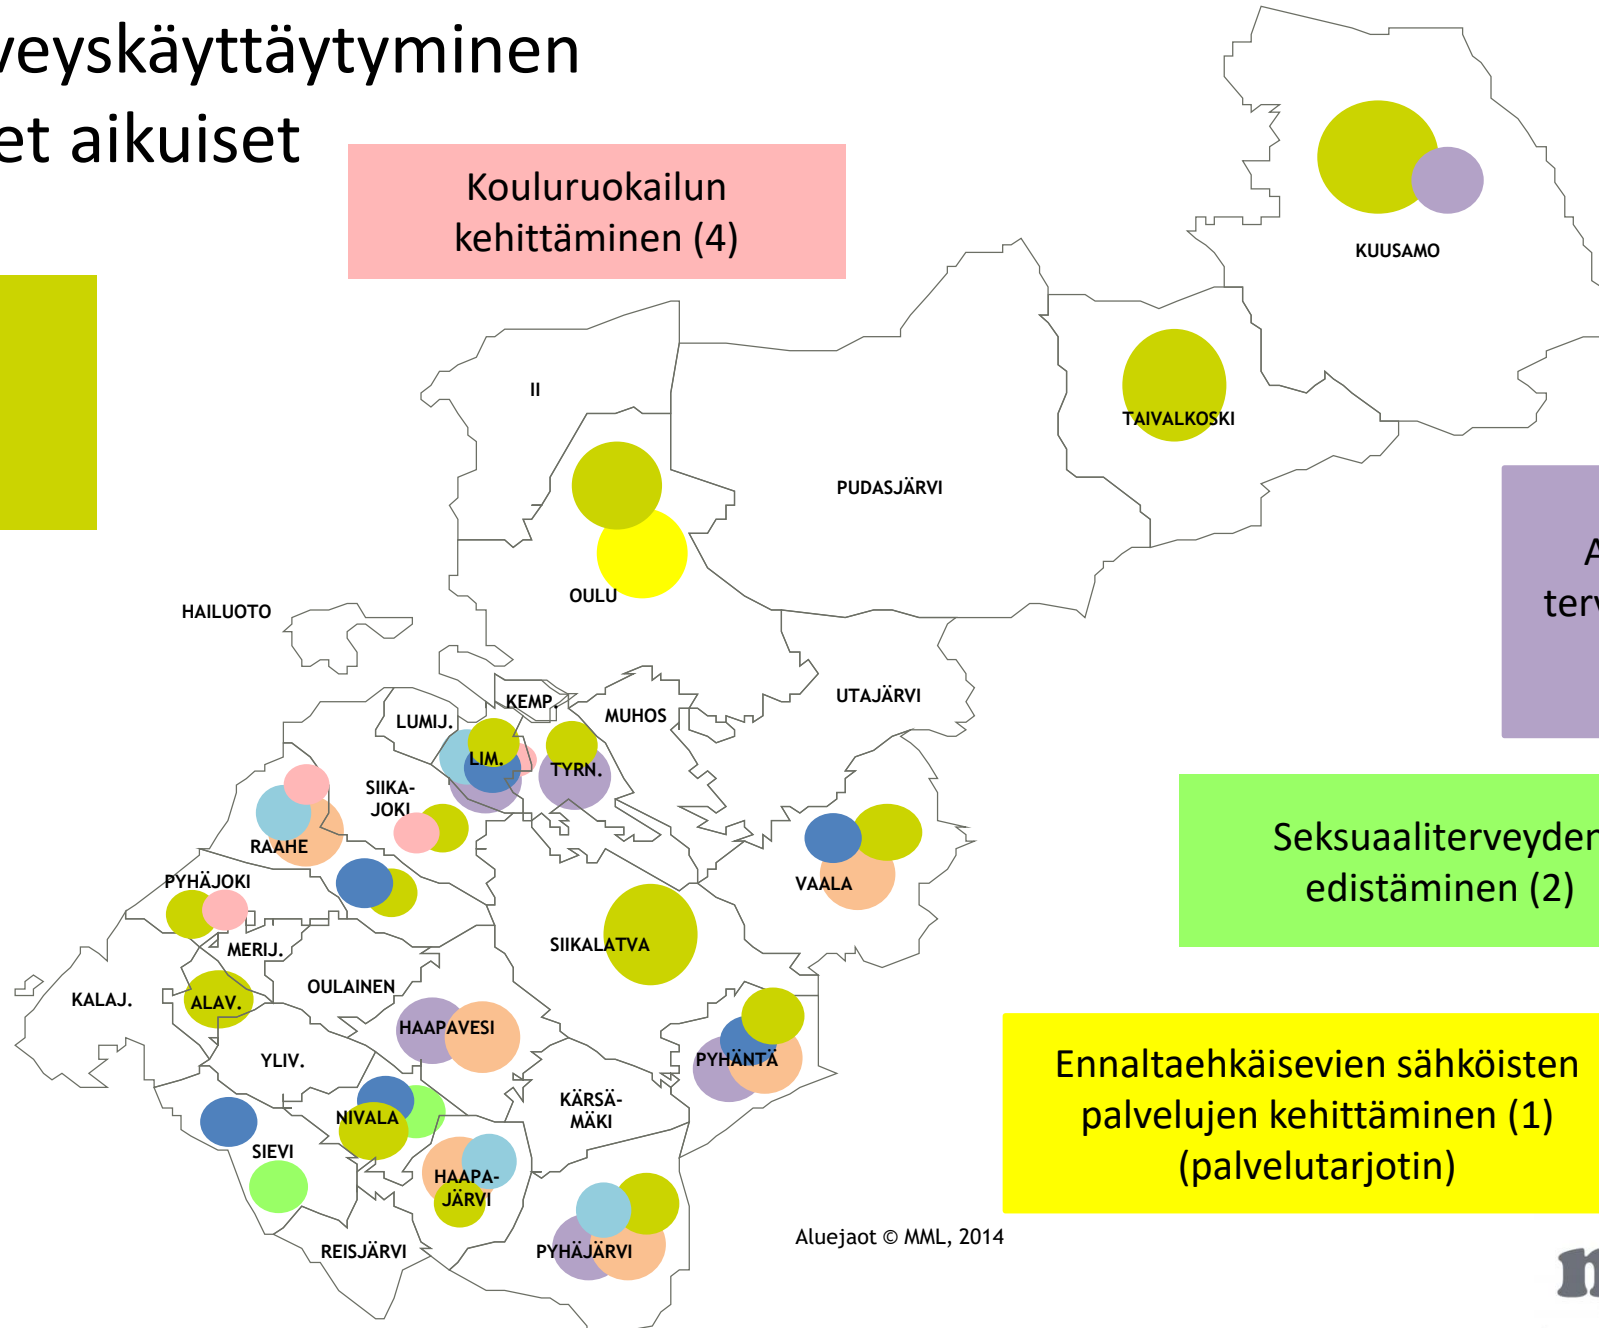 veyskäyttäytyminen
et aikuiset
Kouluruokailun
kehittäminen (4)
KUUSAMO
II
TAIVALKOSKI
PUDASJÄRVI
OULU
HAILUOTO
KEMP.
UTAJÄRVI
LUMIJ.
MUHOS
LIM.
TYRN.
SIIKA-
JOKI
RAAHE
PYHÄJOKI
VAALA
MERIJ.
SIIKALATVA
OULAINEN
KALAJ.
ALAV.
HAAPAVESI
YLIV.
PYHÄNTÄ
KÄRSÄ-
MÄKI
NIVALA
SIEVI
HAAPA-
JÄRVI
REISJÄRVI
PYHÄJÄRVI
A
terv
Seksuaaliterveyden
edistäminen (2)
Ennaltaehkäisevien sähköisten
palvelujen kehittäminen (1)
(palvelutarjotin)
Aluejaot © MML, 2014